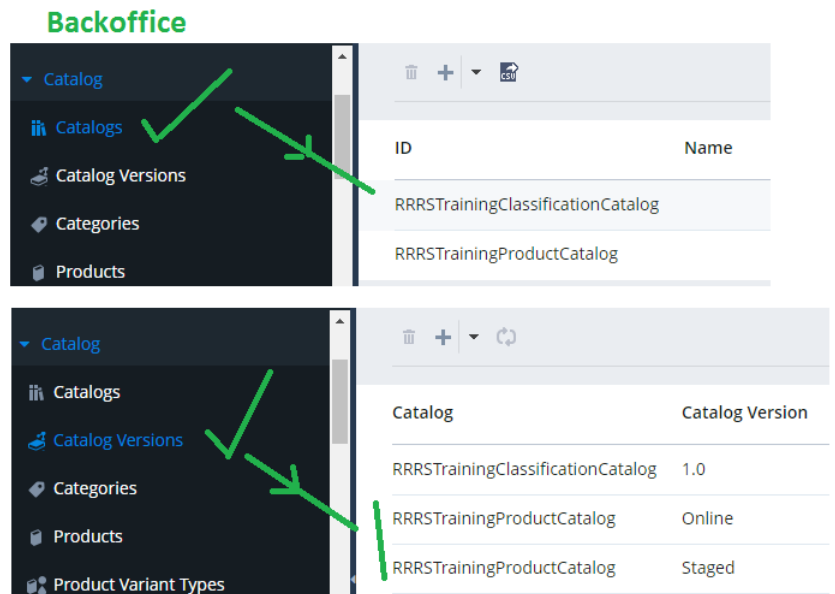 Backoffice
Catalog
Catalogs
Catalog Versions
Categories
Products
CSV
ID Name
RRRSTrainingClassificationCatalog
RRRSTrainingProductCatalog
Catalog
Catalogs
Catalog Versions
Categories
Products
Product Variant Types
Catalog Catalog Version
RRRSTrainingClassificationCatalog 1.0
RRRSTrainingProductCatalog Online
RRRSTrainingProductCatalog Staged